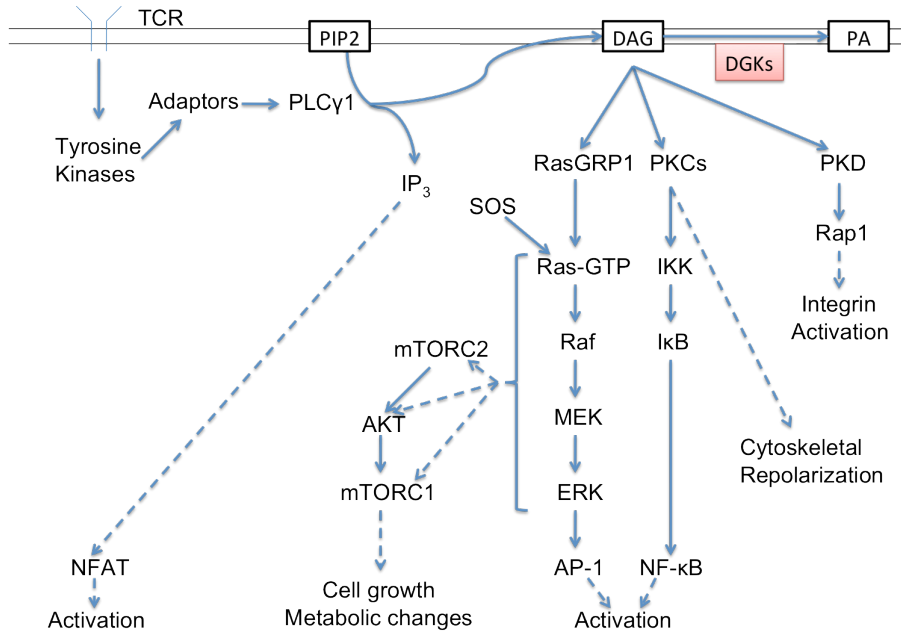 TCR
PIP2
DAG
PA
DGKs
Adaptors
PLCγ1
Tyrosine
Kinases
IP3
RasGRP1
PKCs
PKD
SOS
Rap1
Ras-GTP
IKK
Integrin
Activation
Raf
IκB
mTORC2
AKT
MEK
Cytoskeletal
Repolarization
mTORC1
ERK
NFAT
AP-1
NF-κB
Cell growth
Metabolic changes
Activation
Activation